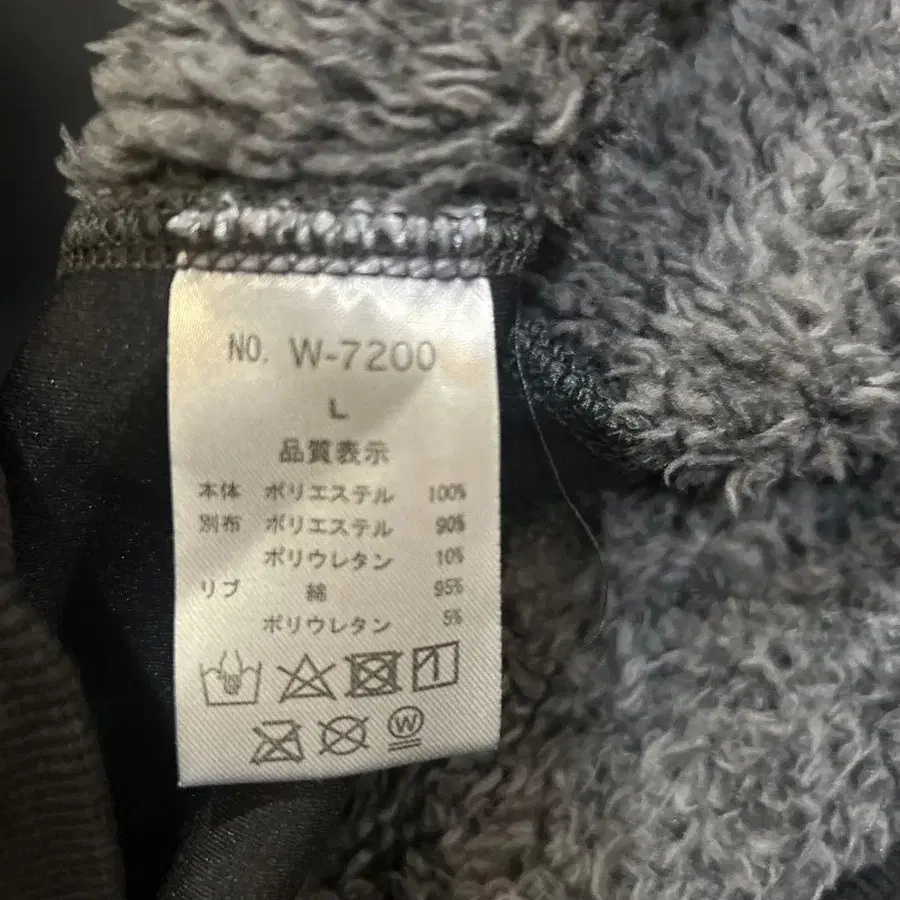 NO. W-7200
L
品質表示
本体 ポリエステル 100%
別布 ポリエステル 90%
ポリウレタン 10%
リブ 綿 95%
ポリウレタン 5%
W